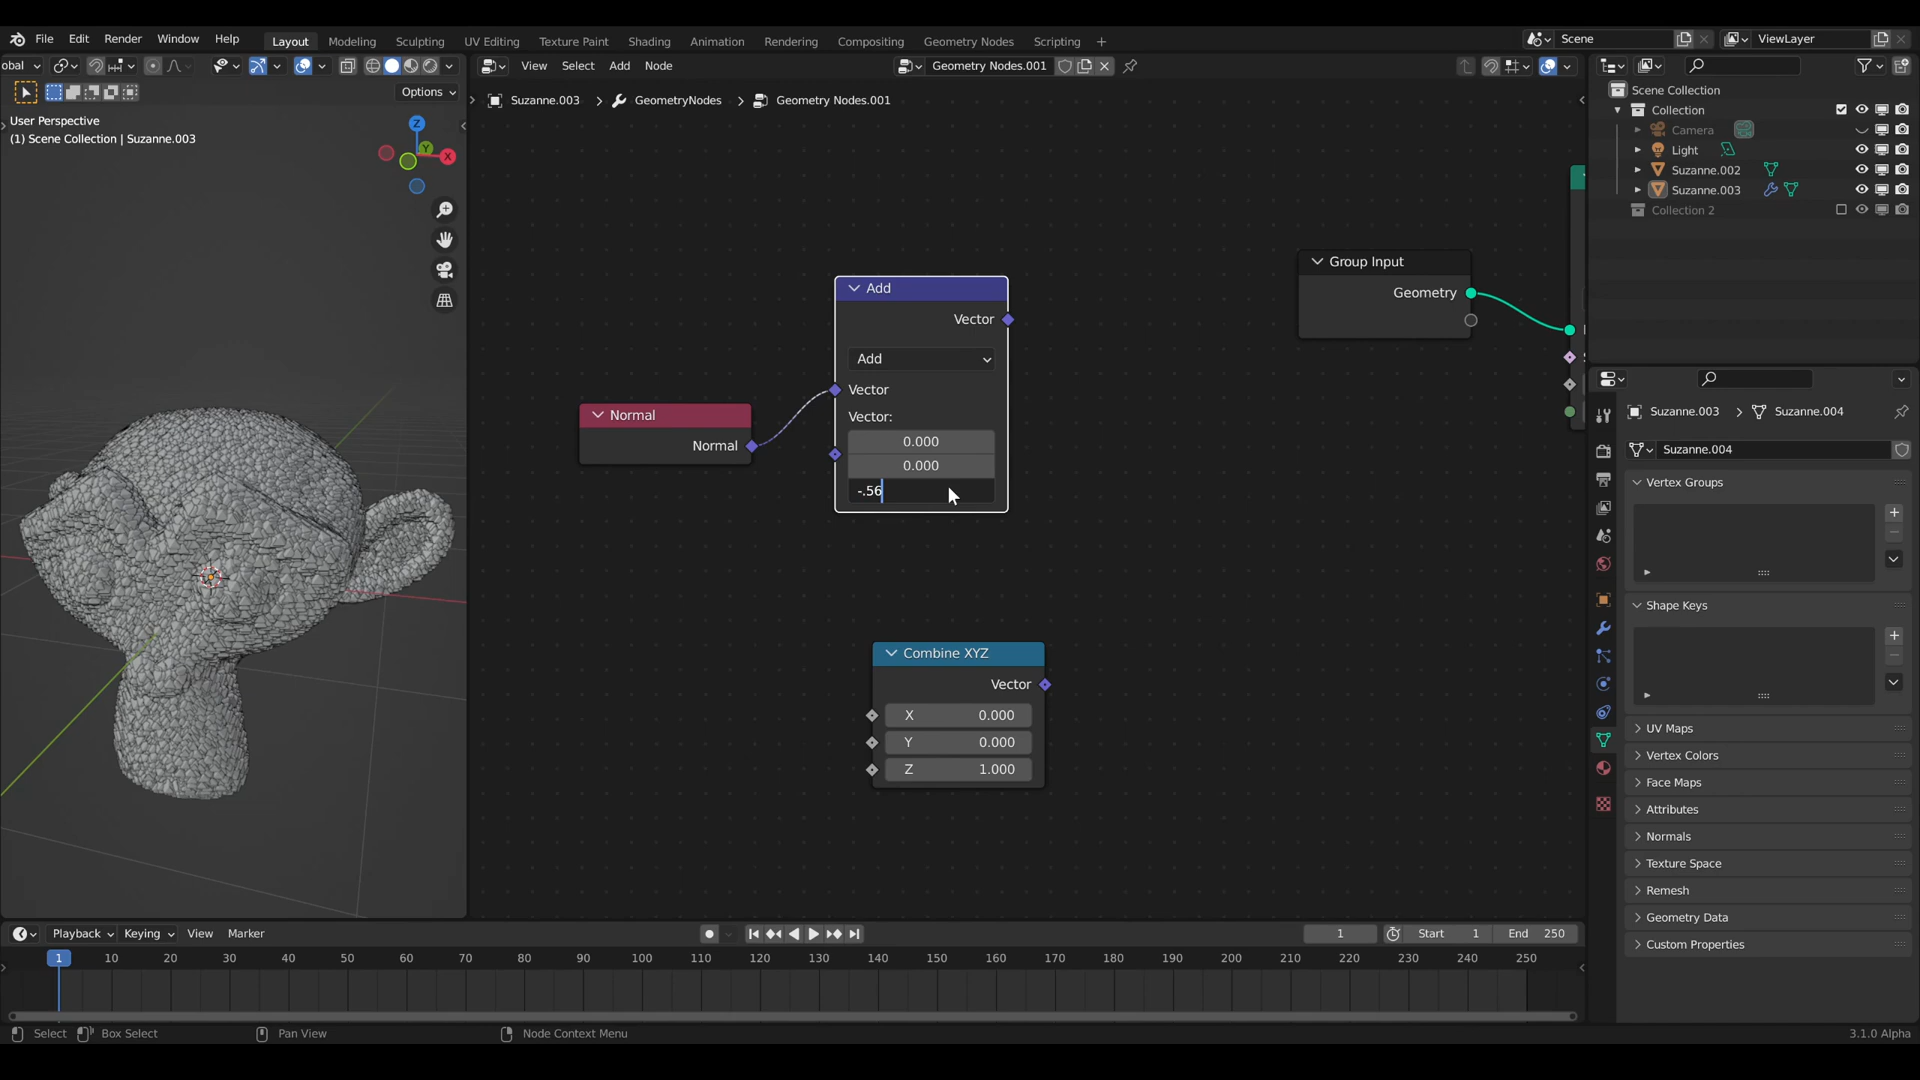 File Edit Render Window Help Layout Modeling Sculpting UV Editing Texture Paint Shading Animation Rendering Compositing Geometry Nodes Scripting + Scene ViewLayer
obal View Select Add Node Geometry Nodes.001
Options Suzanne.003 > GeometryNodes > Geometry Nodes.001
User Perspective
(1) Scene Collection | Suzanne.003
Z
Y
X
Add
Vector
Add
Vector
Vector:
0.000
0.000
-.56
Normal
Normal
Group Input
Geometry
Combine XYZ
Vector
X 0.000
Y 0.000
Z 1.000
Scene Collection
Collection
Camera
Light
Suzanne.002
Suzanne.003
Collection 2
Suzanne.003 > Suzanne.004
Suzanne.004
Vertex Groups
Shape Keys
UV Maps
Vertex Colors
Face Maps
Attributes
Normals
Texture Space
Remesh
Geometry Data
Custom Properties
Playback Keying View Marker 1 Start 1 End 250
1 10 20 30 40 50 60 70 80 90 100 110 120 130 140 150 160 170 180 190 200 210 220 230 240 250
Select Box Select Pan View Node Context Menu 3.1.0 Alpha